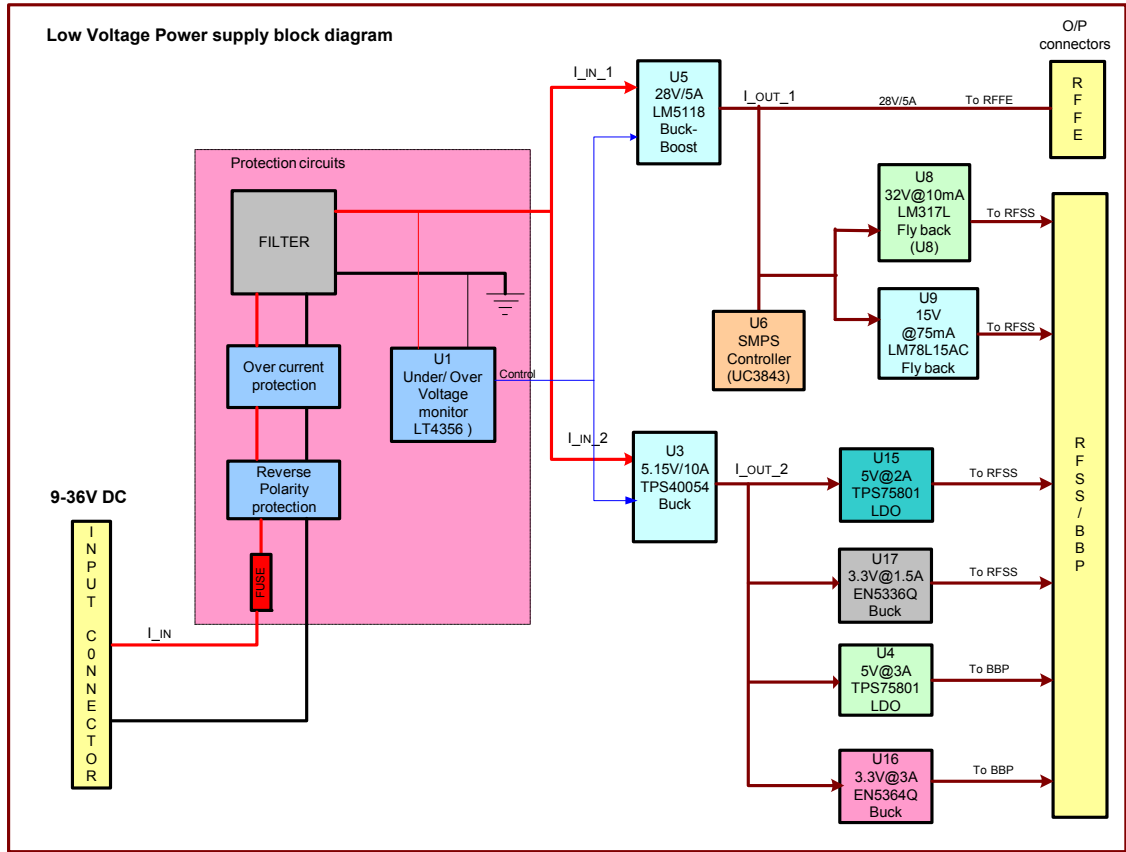 Low Voltage Power supply block diagram
O/P
connectors
I_IN_1
U5
28V/5A
LM5118
Buck-
Boost
I_OUT_1
28V/5A
To RFFE
R
F
F
E
Protection circuits
FILTER
U8
32V@10mA
LM317L
Fly back
(U8)
To RFSS
U9
15V
@75mA
LM78L15AC
Fly back
To RFSS
U6
SMPS
Controller
(UC3843)
Over current
protection
U1
Under/ Over
Voltage
monitor
LT4356 )
Control
I_IN_2
U3
5.15V/10A
TPS40054
Buck
I_OUT_2
U15
5V@2A
TPS75801
LDO
To RFSS
R
F
S
S
/
B
B
P
Reverse
Polarity
protection
9-36V DC
I
N
P
U
T
C
0
N
N
E
C
T
O
R
FUSE
I_IN
U17
3.3V@1.5A
EN5336Q
Buck
To RFSS
U4
5V@3A
TPS75801
LDO
To BBP
U16
3.3V@3A
EN5364Q
Buck
To BBP